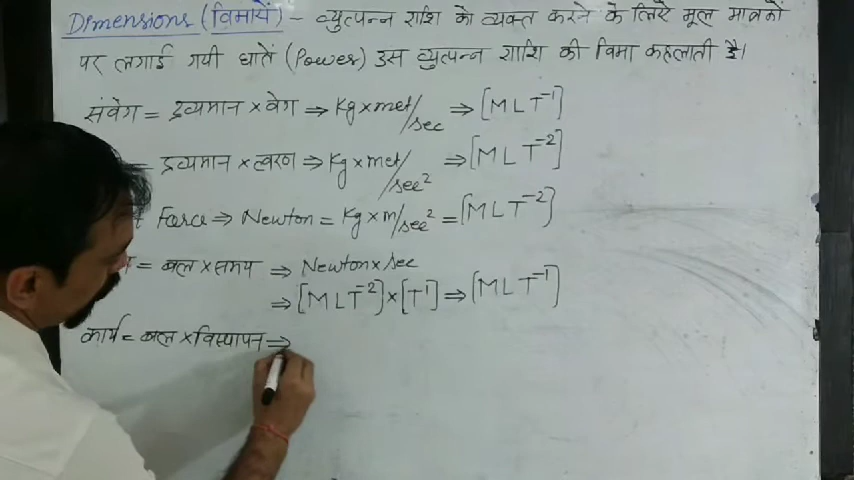 Dimensions (विमायें) - व्युत्पन्न राशि को व्यक्त करने के लिये मूल मात्रकों
पर लगाई गयी घातें (Power) उस व्युत्पन्न राशि की विमा कहलाती है।
संवेग = द्रव्यमान × वेग ⇒ Kg × met/sec ⇒ [M L T⁻¹]
= द्रव्यमान × त्वरण ⇒ Kg × met/sec² ⇒ [M L T⁻²]
Force ⇒ Newton = Kg × m/sec² = [M L T⁻²]
= बल × समय ⇒ Newton × sec
⇒ [M L T⁻²] × [T¹] ⇒ [M L T⁻¹]
कार्य = बल × विस्थापन ⇒